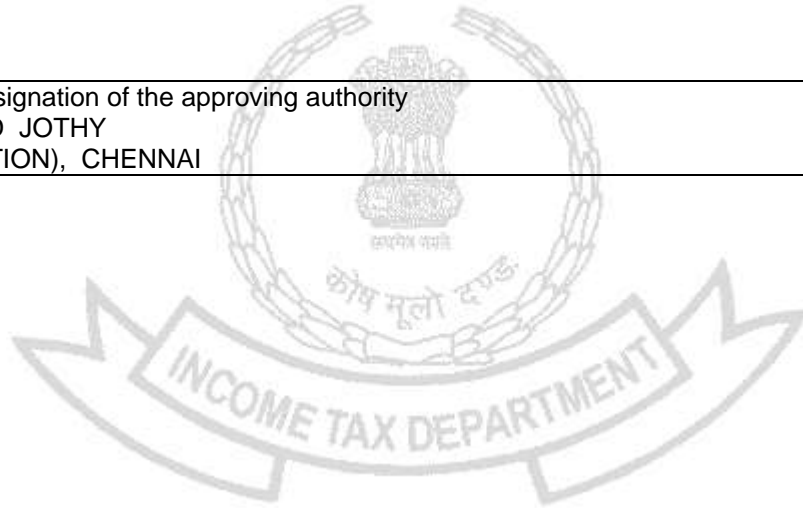 signation of the approving authority
JOTHY
TION), CHENNAI
सत्यमेव जयते
कोष मूलो दण्डः
INCOME TAX DEPARTMENT